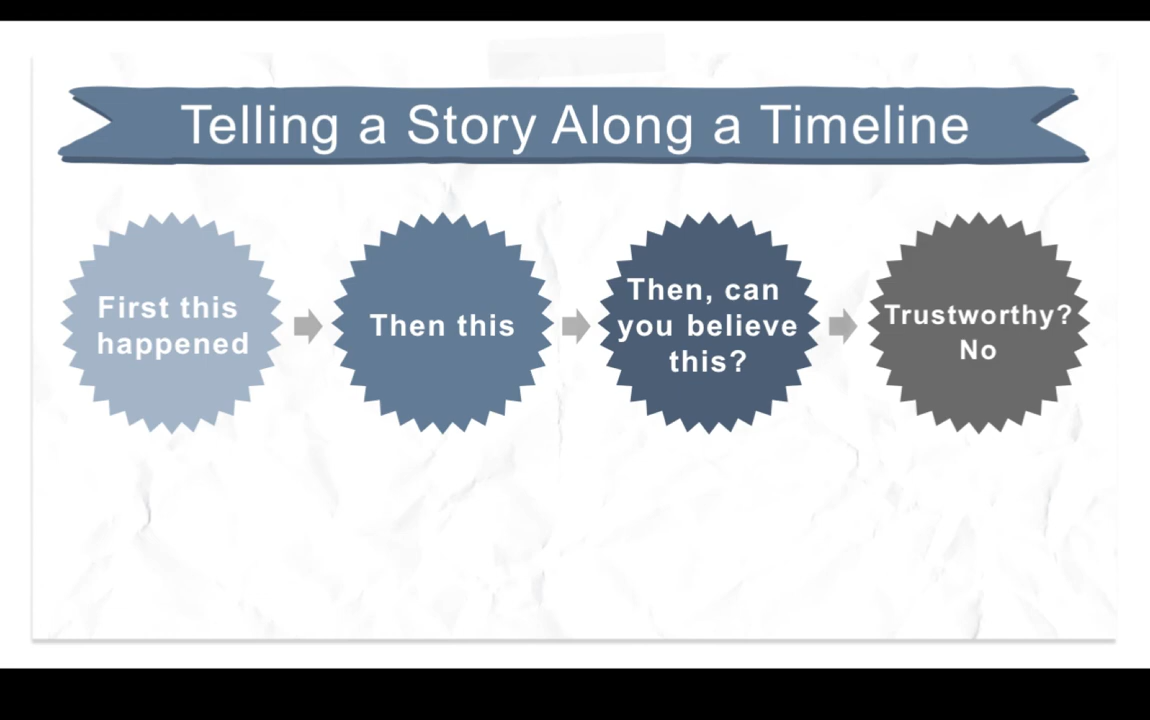 Telling a Story Along a Timeline
First this
happened
Then this
Then, can
you believe
this?
Trustworthy?
No